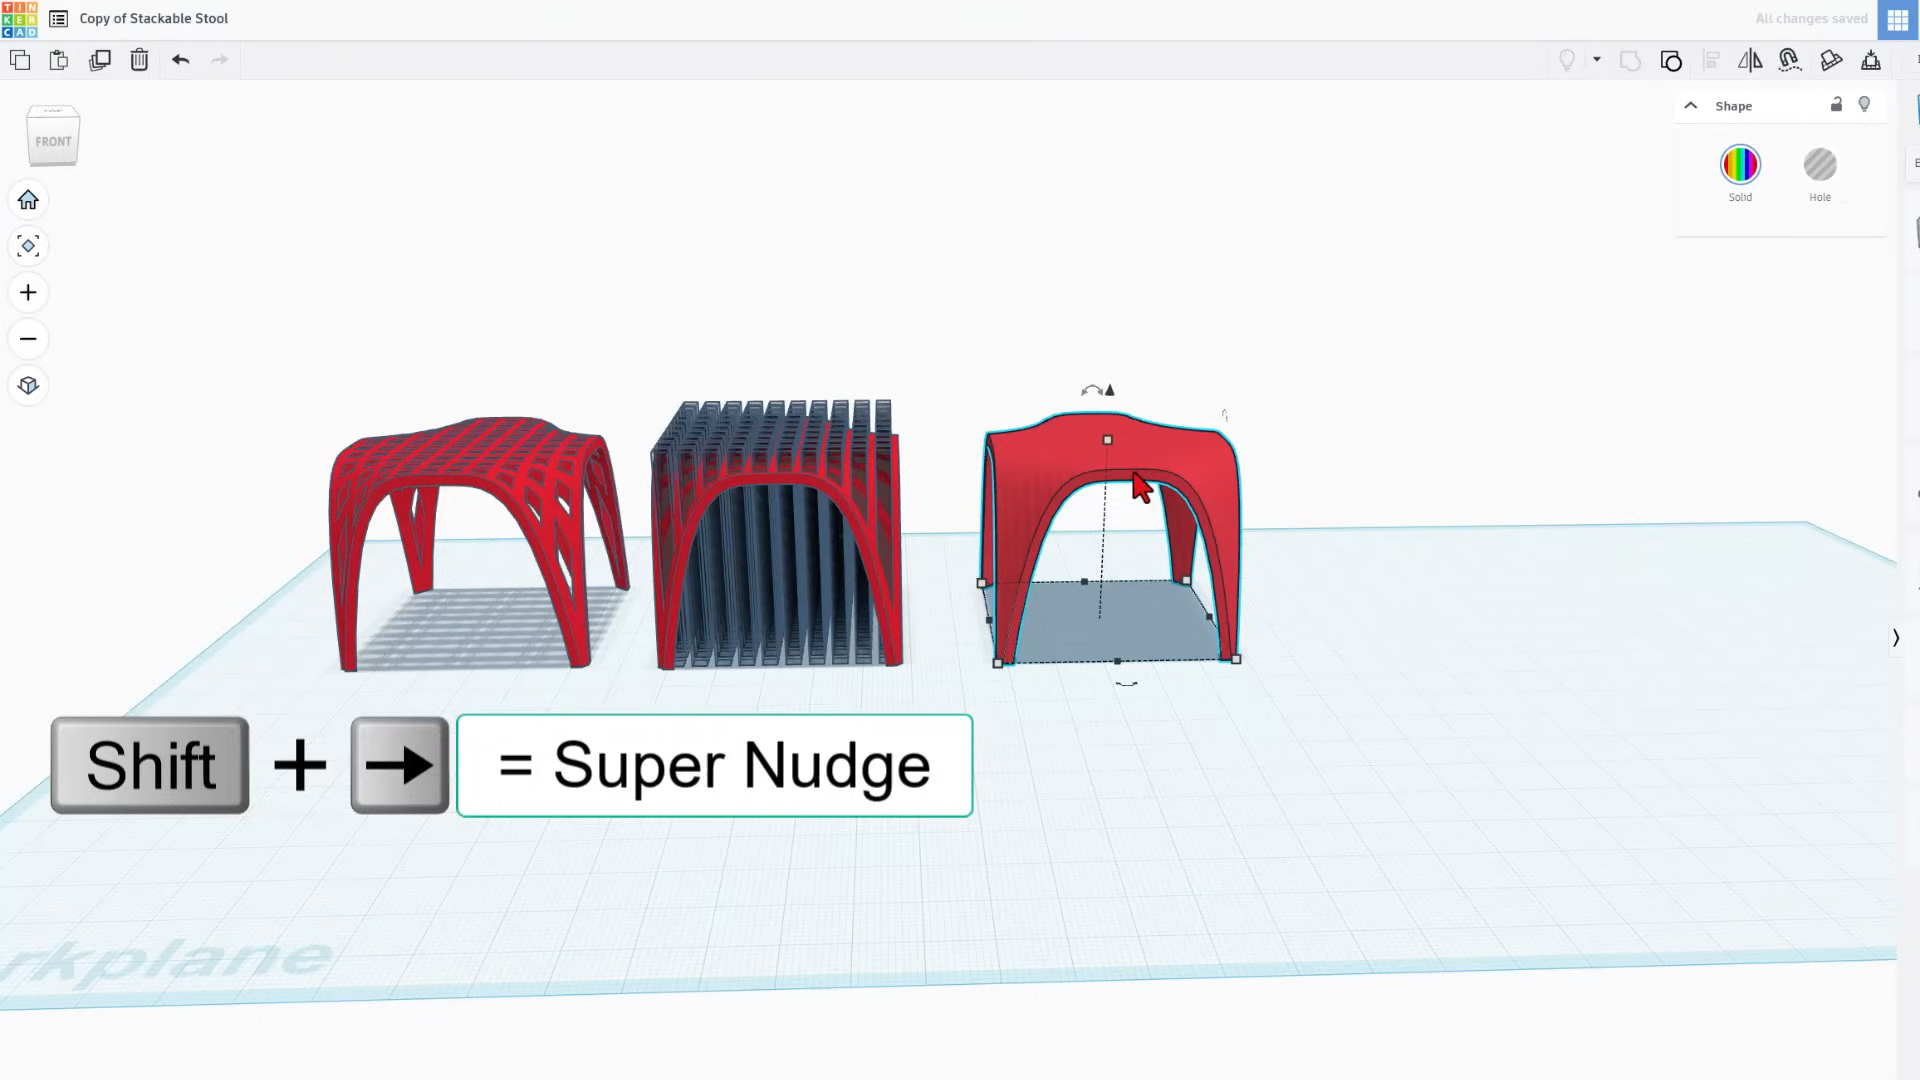 TIN
KER
CAD
Copy of Stackable Stool
All changes saved
FRONT
Shape
Solid
Hole
Shift + → = Super Nudge
rkplane